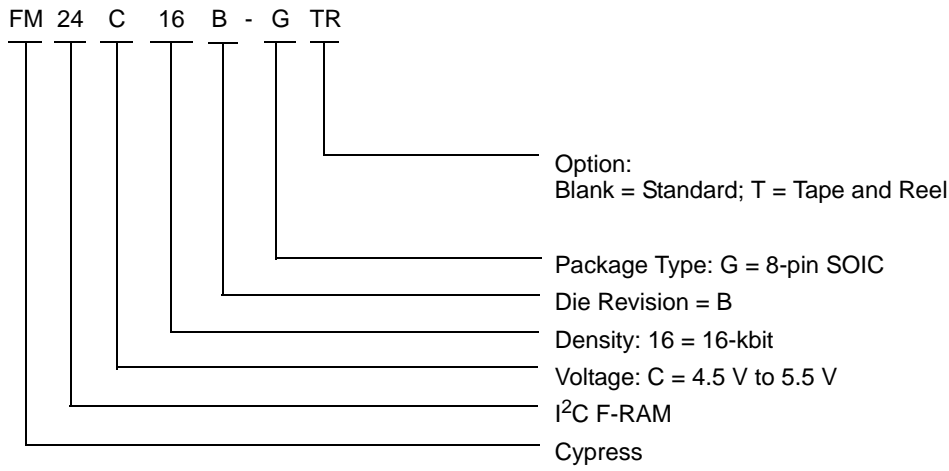 FM 24 C 16 B - G TR
Option:
Blank = Standard; T = Tape and Reel
Package Type: G = 8-pin SOIC
Die Revision = B
Density: 16 = 16-kbit
Voltage: C = 4.5 V to 5.5 V
I²C F-RAM
Cypress